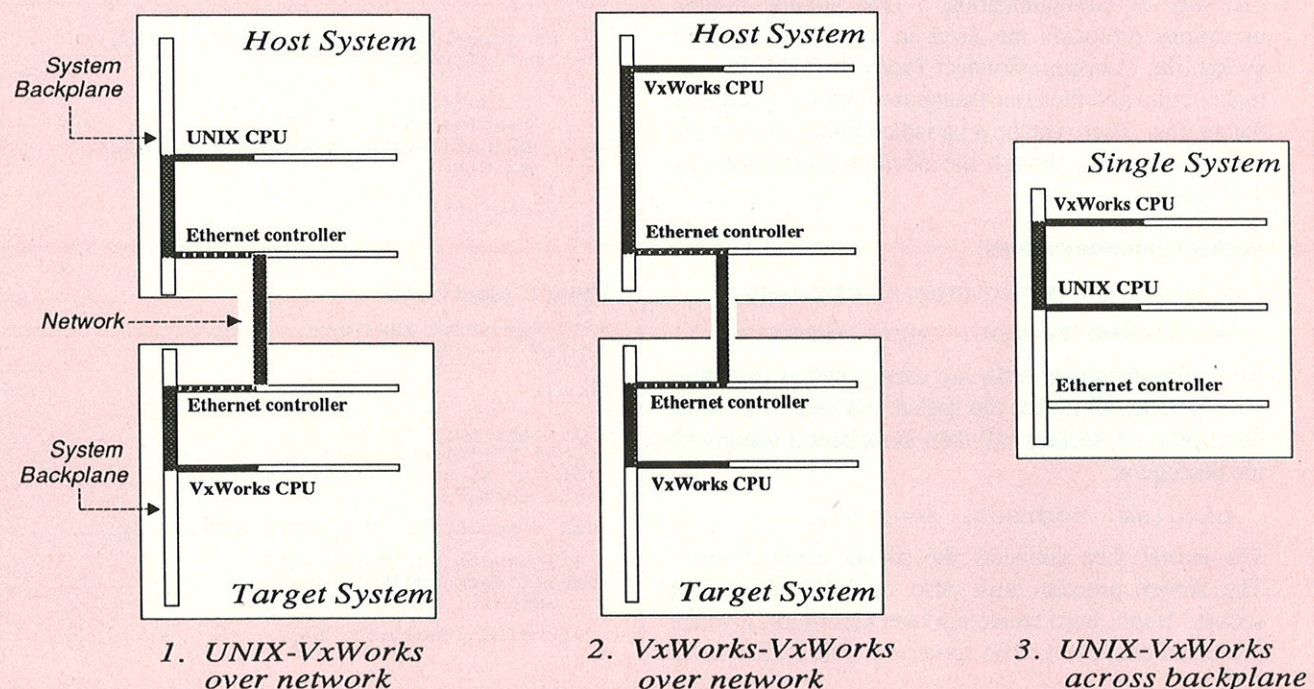 Host System
System
Backplane
UNIX CPU
Ethernet controller
Network
Ethernet controller
System
Backplane
VxWorks CPU
Target System
1. UNIX-VxWorks
over network
Host System
VxWorks CPU
Ethernet controller
Ethernet controller
VxWorks CPU
Target System
2. VxWorks-VxWorks
over network
Single System
VxWorks CPU
UNIX CPU
Ethernet controller
3. UNIX-VxWorks
across backplane